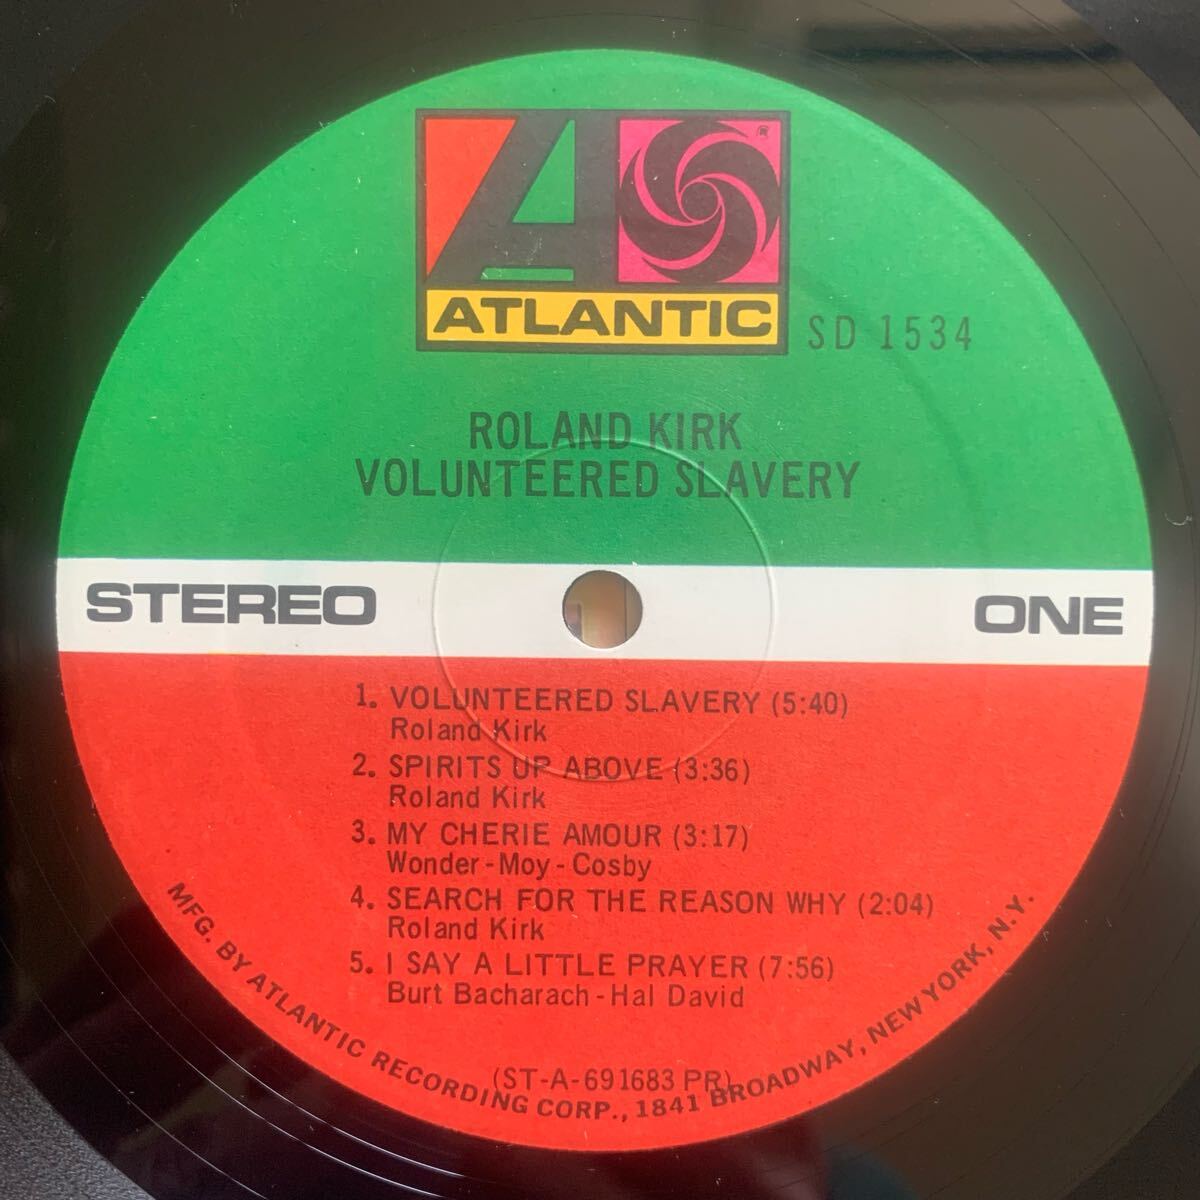 ATLANTIC
SD 1534
ROLAND KIRK
VOLUNTEERED SLAVERY
STEREO
ONE
1. VOLUNTEERED SLAVERY (5:40)
Roland Kirk
2. SPIRITS UP ABOVE (3:36)
Roland Kirk
3. MY CHERIE AMOUR (3:17)
Wonder-Moy-Cosby
4. SEARCH FOR THE REASON WHY (2:04)
Roland Kirk
5. I SAY A LITTLE PRAYER (7:56)
Burt Bacharach-Hal David
(ST-A-691683 PR)
MFG. BY ATLANTIC RECORDING CORP., 1841 BROADWAY, NEW YORK, N.Y.